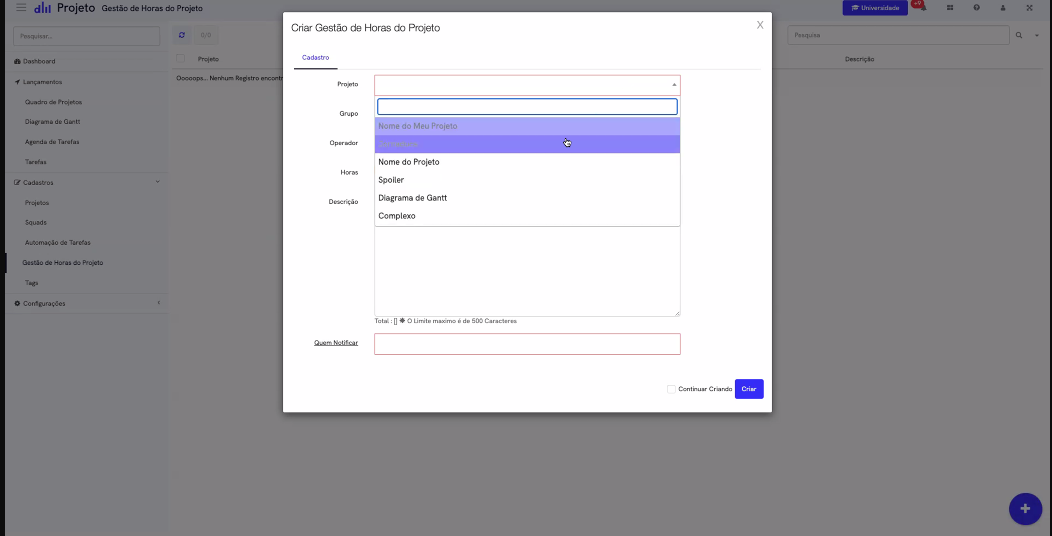 Projeto Gestão de Horas do Projeto
Universidade
+9
Criar Gestão de Horas do Projeto
X
Pesquisar...
0/0
Pesquisa
Cadastro
Dashboard
Projeto
Descrição
Lançamentos
Ooooops... Nenhum Registro encont
Projeto
Quadro de Projetos
Grupo
Nome do Meu Projeto
Diagrama de Gantt
Operador
Agenda de Tarefas
Nome do Projeto
Tarefas
Horas
Spoiler
Cadastros
Diagrama de Gantt
Projetos
Descrição
Complexo
Squads
Automação de Tarefas
Gestão de Horas do Projeto
Tags
Configurações
Total : [] ✱ O Limite maximo é de 500 Caracteres
Quem Notificar
Continuar Criando
Criar
+